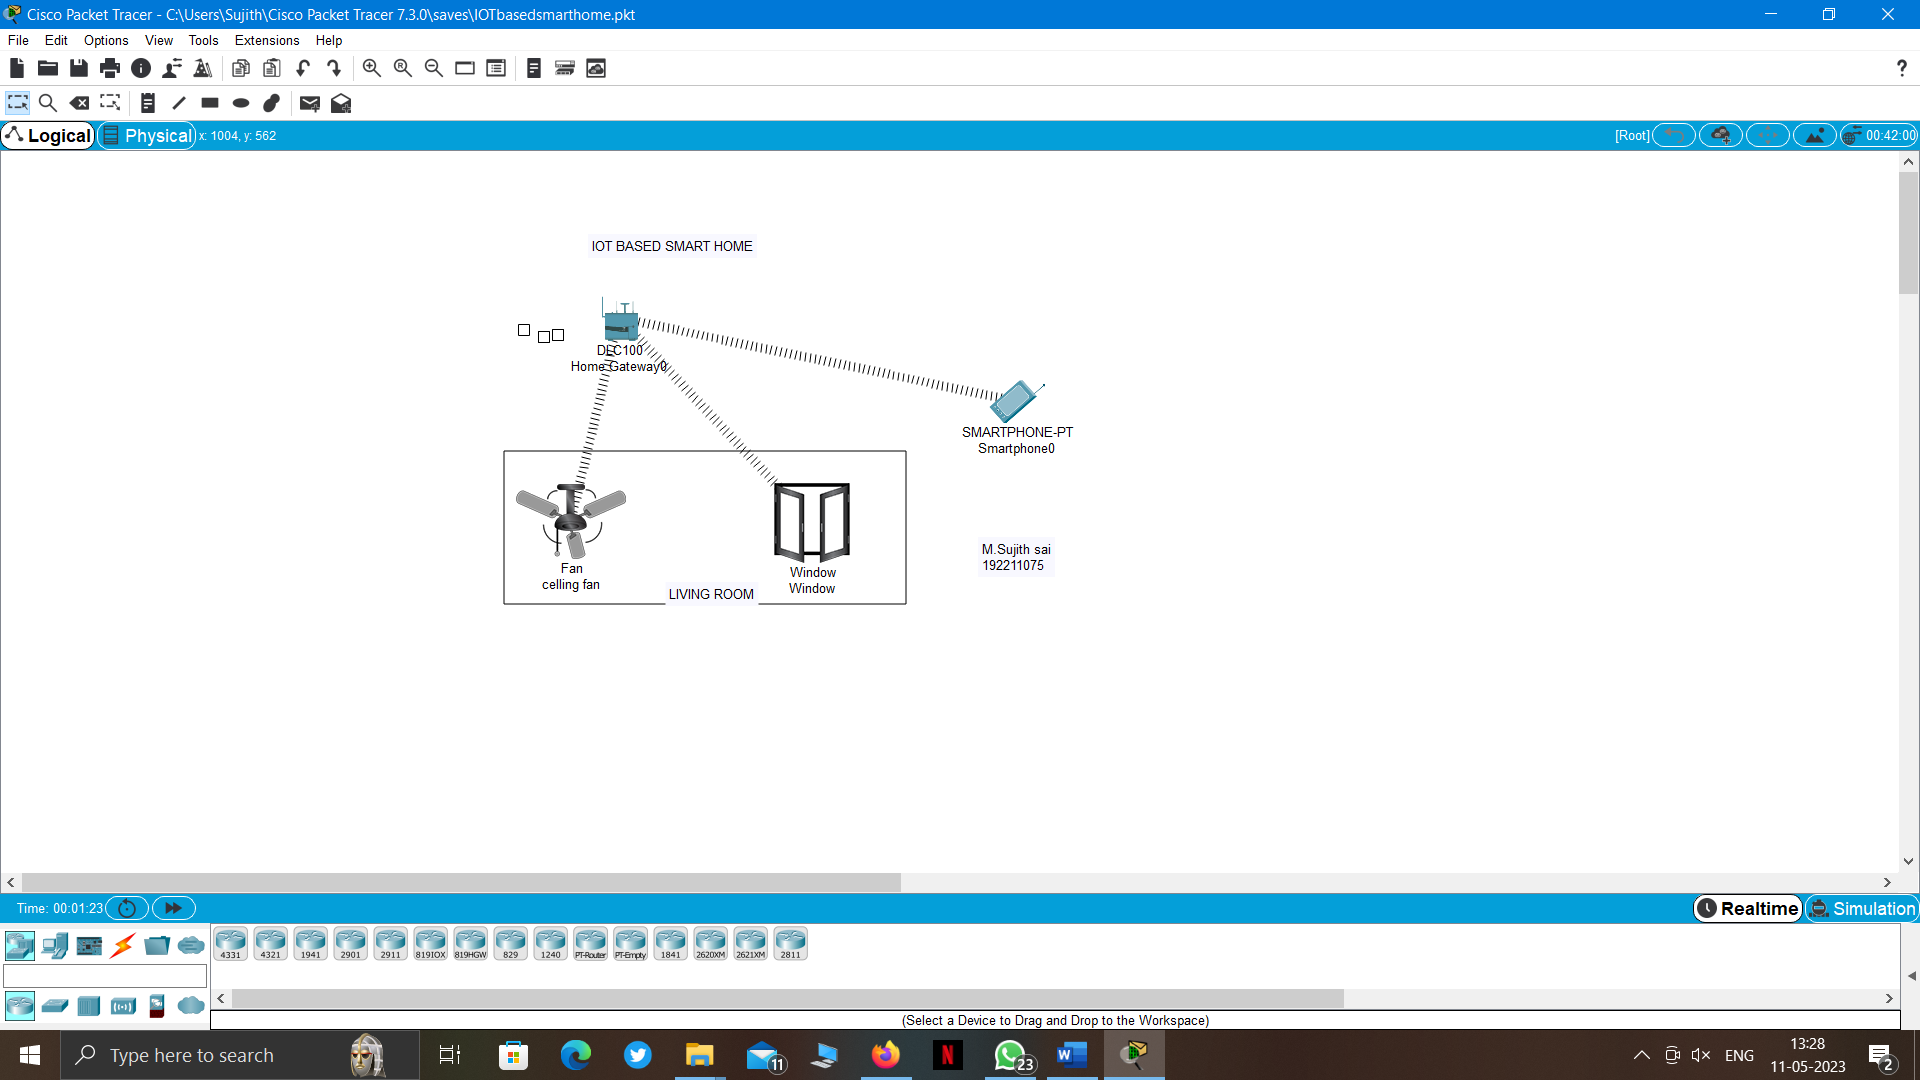 Cisco Packet Tracer - C:\Users\Sujith\Cisco Packet Tracer 7.3.0\saves\IOTbasedsmarthome.pkt
File Edit Options View Tools Extensions Help
Logical Physical x: 1004, y: 562 [Root] 00:42:00
IOT BASED SMART HOME
DLC100
Home Gateway0
SMARTPHONE-PT
Smartphone0
Fan
celling fan
Window
Window
LIVING ROOM
M.Sujith sai
192211075
Time: 00:01:23 Realtime Simulation
4331 4321 1941 2901 2911 819IOX 819HGW 829 1240 PT-Router PT-Empty 1841 2620XM 2621XM 2811
(Select a Device to Drag and Drop to the Workspace)
Type here to search 11 N 23 W ENG 13:28
11-05-2023 2